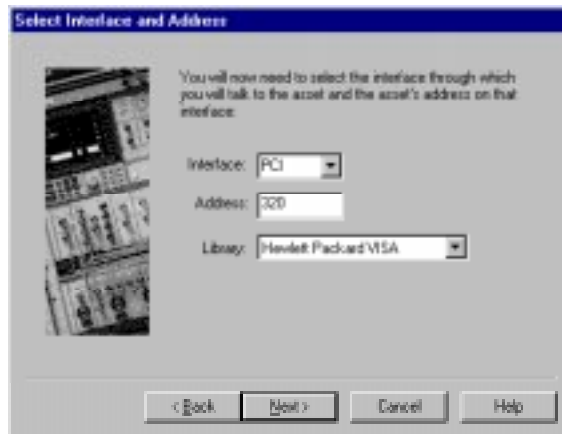 Select Interface and Address
You will now need to select the interface through which
you will talk to the asset and the asset's address on that
interface:
Interface: PCI
Address: 320
Library: Hewlett Packard VISA
< Back Next > Cancel Help